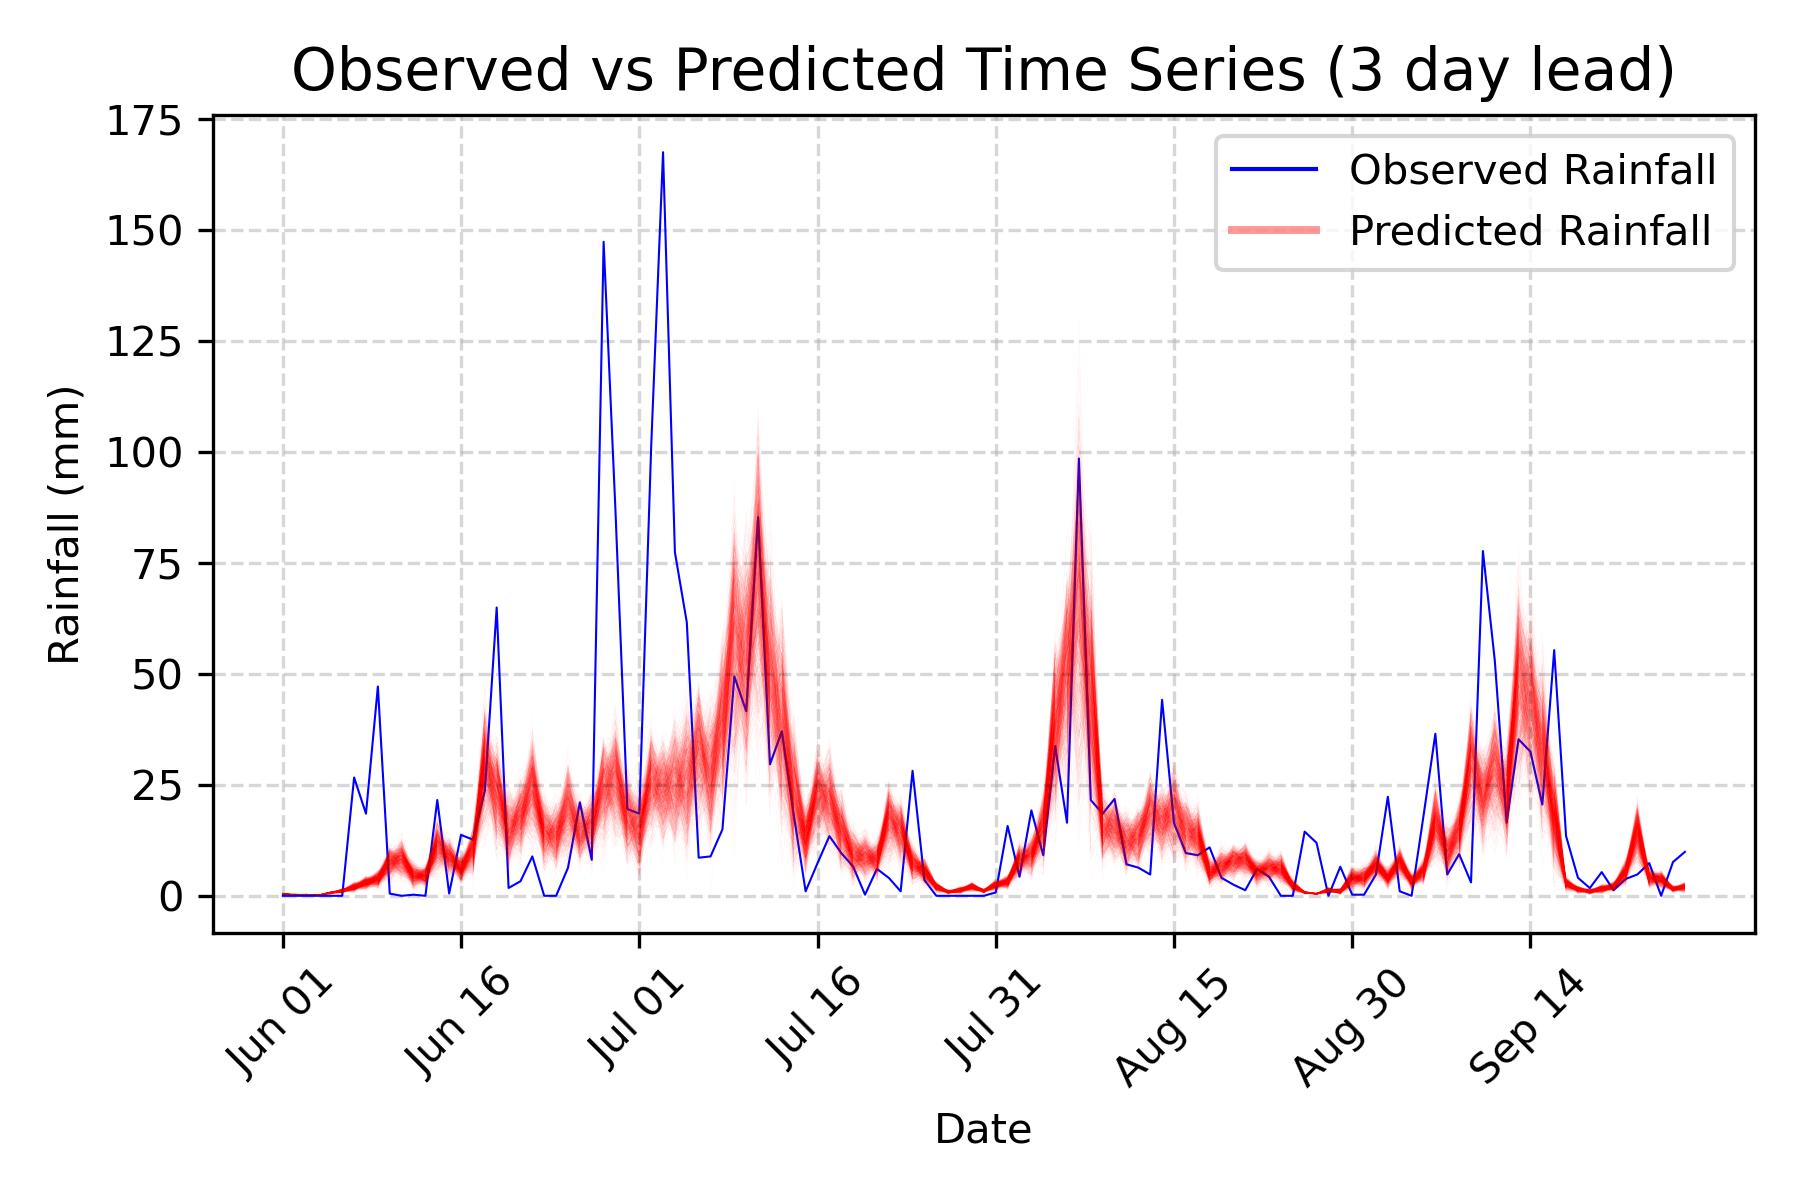 Observed vs Predicted Time Series (3 day lead)
Observed Rainfall
Predicted Rainfall
Rainfall (mm)
175
150
125
100
75
50
25
0
Jun 01
Jun 16
Jul 01
Jul 16
Jul 31
Aug 15
Aug 30
Sep 14
Date